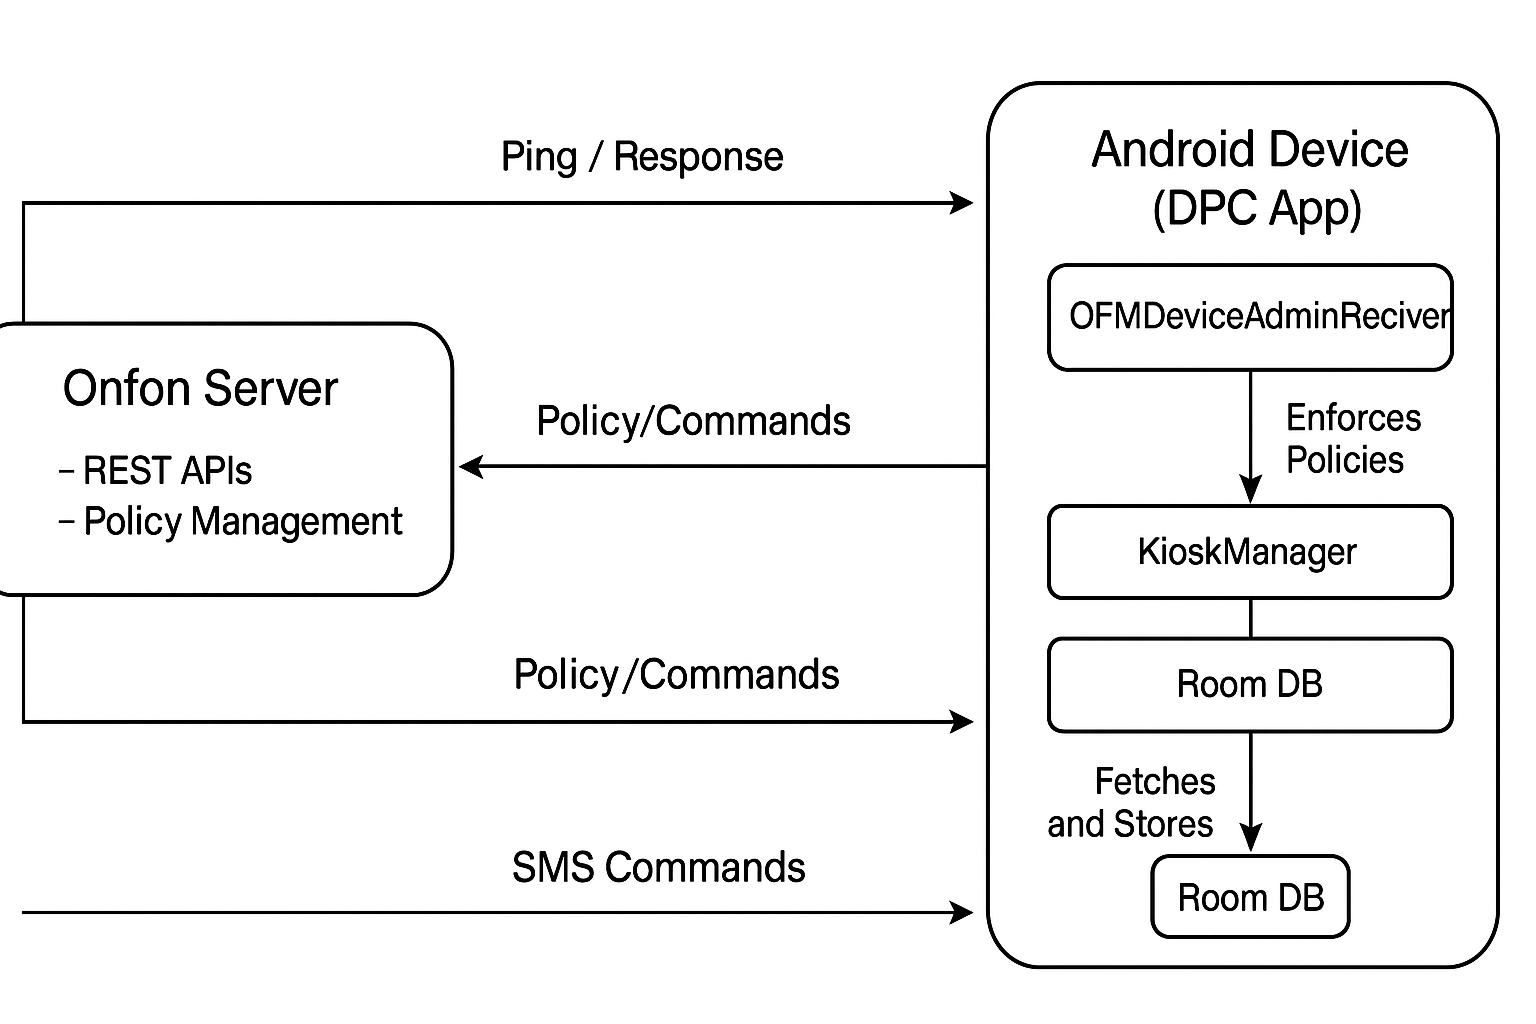 Ping / Response
Android Device
(DPC App)
OFMDeviceAdminReciver
Onfon Server
– REST APIs
– Policy Management
Policy/Commands
Enforces
Policies
KioskManager
Policy/Commands
Room DB
Fetches
and Stores
SMS Commands
Room DB